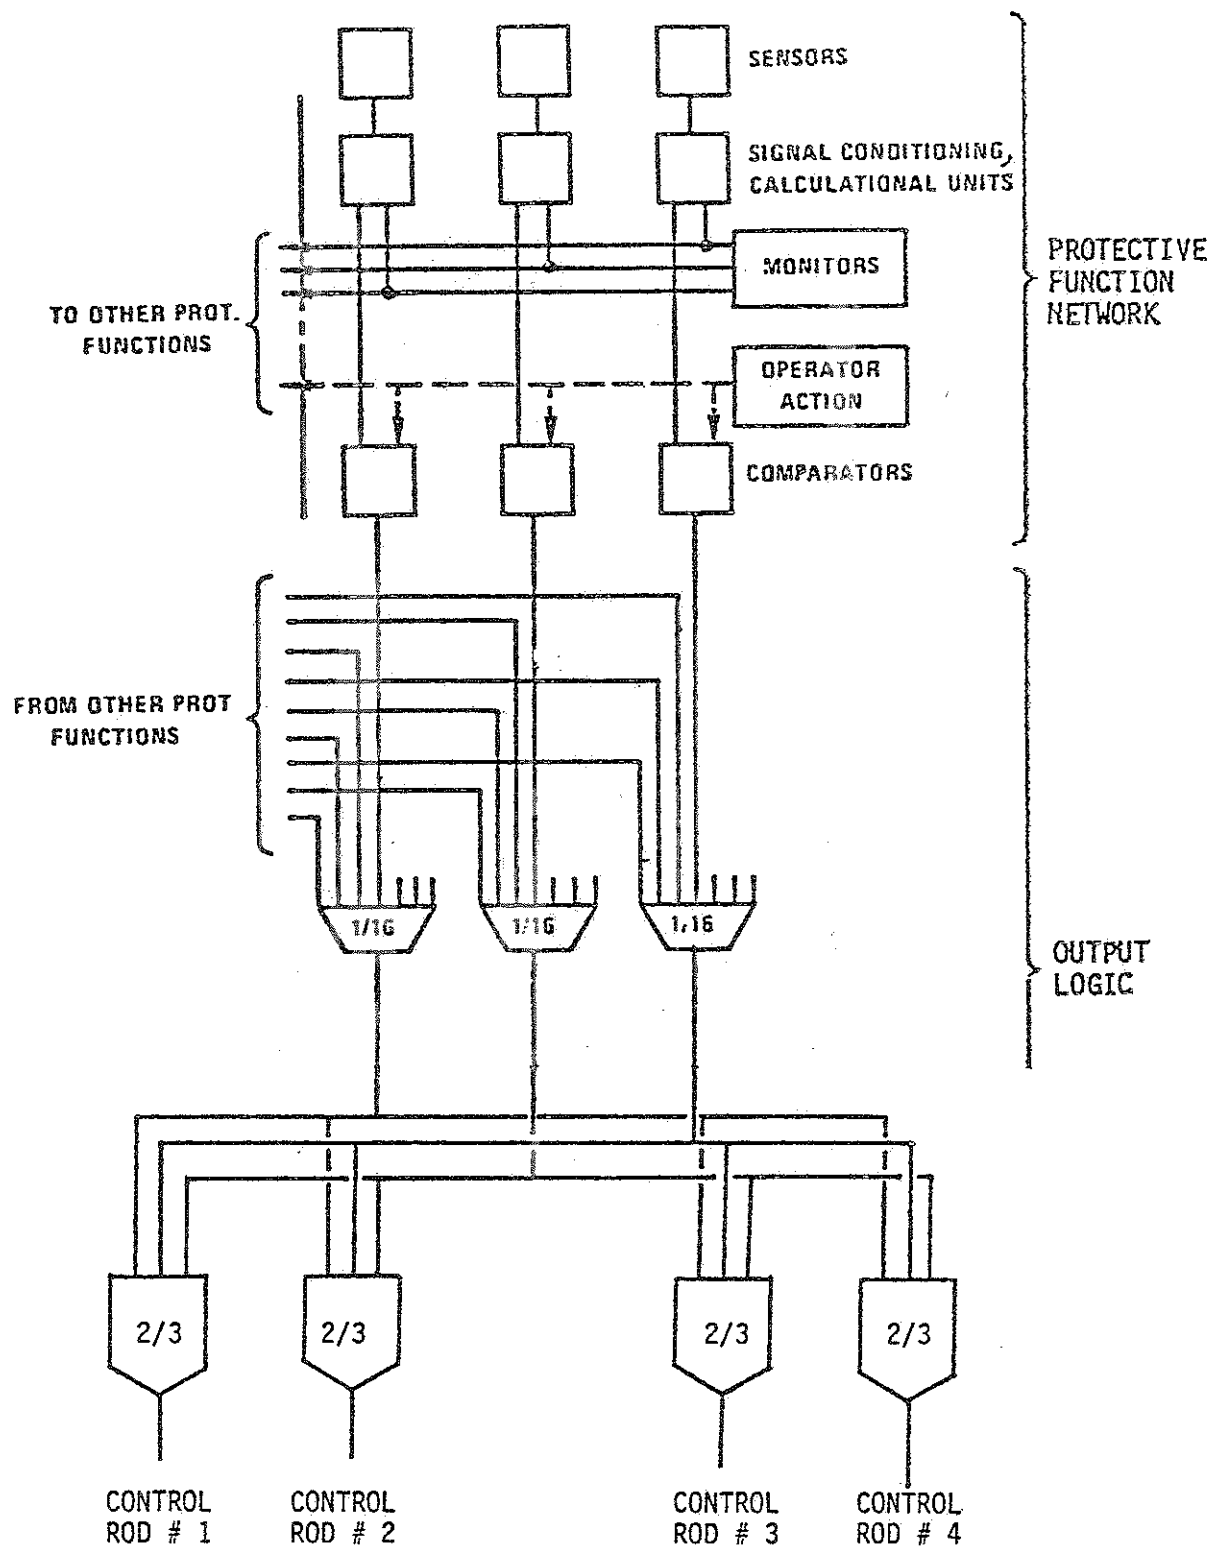 SENSORS
SIGNAL CONDITIONING,
CALCULATIONAL UNITS
MONITORS
PROTECTIVE
FUNCTION
NETWORK
TO OTHER PROT.
FUNCTIONS
OPERATOR
ACTION
COMPARATORS
FROM OTHER PROT
FUNCTIONS
1/16
1/16
1/16
OUTPUT
LOGIC
2/3
2/3
2/3
2/3
CONTROL
ROD # 1
CONTROL
ROD # 2
CONTROL
ROD # 3
CONTROL
ROD # 4